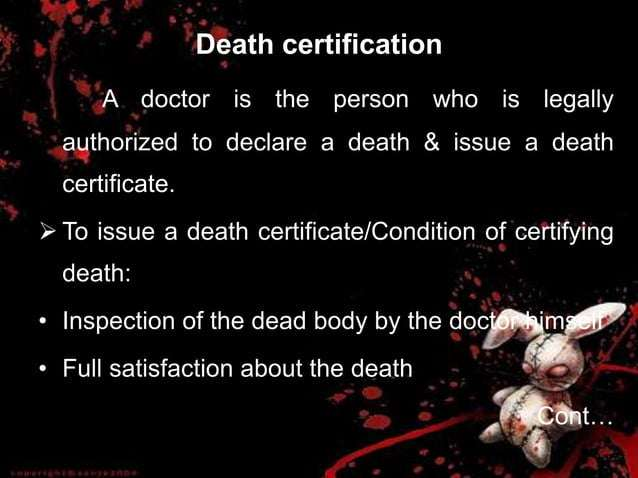 Death certification
A doctor is the person who is legally
authorized to declare a death & issue a death
certificate.
➢ To issue a death certificate/Condition of certifying
death:
• Inspection of the dead body by the doctor himself
• Full satisfaction about the death
Cont…